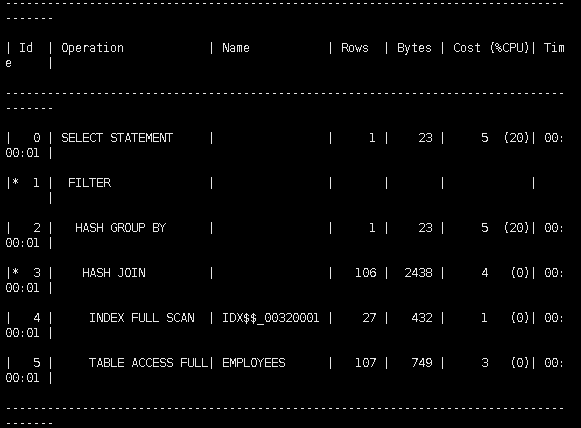 --------------------------------------------------------------------------------
-------
| Id  | Operation            | Name           | Rows  | Bytes | Cost (%CPU)| Tim
e     |
--------------------------------------------------------------------------------
-------
|   0 | SELECT STATEMENT     |                |     1 |    23 |     5  (20)| 00:
00:01 |
|*  1 |  FILTER              |                |       |       |            |
      |
|   2 |   HASH GROUP BY      |                |     1 |    23 |     5  (20)| 00:
00:01 |
|*  3 |    HASH JOIN         |                |   106 |  2438 |     4   (0)| 00:
00:01 |
|   4 |     INDEX FULL SCAN  | IDX$$_00320001 |    27 |   432 |     1   (0)| 00:
00:01 |
|   5 |     TABLE ACCESS FULL| EMPLOYEES      |   107 |   749 |     3   (0)| 00:
00:01 |
--------------------------------------------------------------------------------
-------